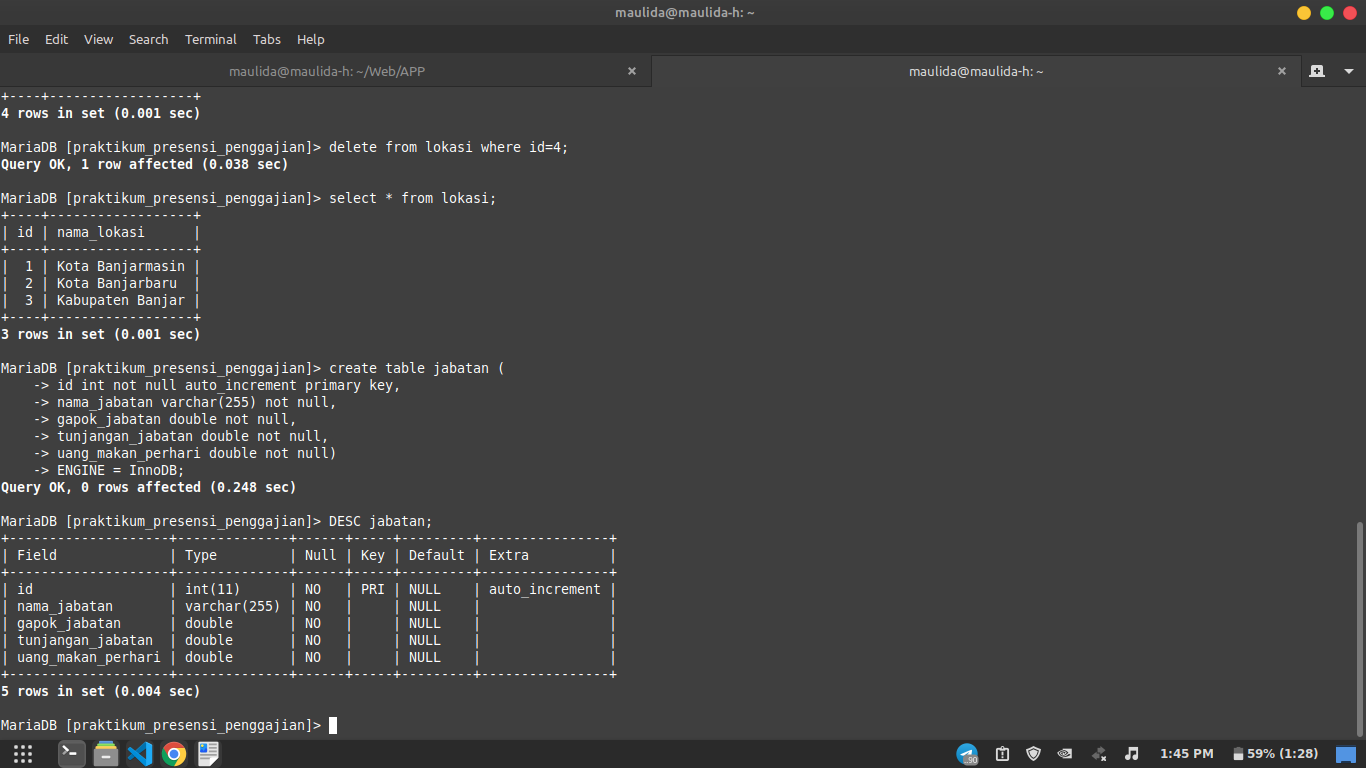 maulida@maulida-h: ~
File Edit View Search Terminal Tabs Help
maulida@maulida-h: ~/Web/APP × maulida@maulida-h: ~ ×
+----+------------------+
4 rows in set (0.001 sec)
MariaDB [praktikum_presensi_penggajian]> delete from lokasi where id=4;
Query OK, 1 row affected (0.038 sec)
MariaDB [praktikum_presensi_penggajian]> select * from lokasi;
+----+------------------+
| id | nama_lokasi      |
+----+------------------+
|  1 | Kota Banjarmasin |
|  2 | Kota Banjarbaru  |
|  3 | Kabupaten Banjar |
+----+------------------+
3 rows in set (0.001 sec)
MariaDB [praktikum_presensi_penggajian]> create table jabatan (
    -> id int not null auto_increment primary key,
    -> nama_jabatan varchar(255) not null,
    -> gapok_jabatan double not null,
    -> tunjangan_jabatan double not null,
    -> uang_makan_perhari double not null)
    -> ENGINE = InnoDB;
Query OK, 0 rows affected (0.248 sec)
MariaDB [praktikum_presensi_penggajian]> DESC jabatan;
+--------------------+--------------+------+-----+---------+----------------+
| Field              | Type         | Null | Key | Default | Extra          |
+--------------------+--------------+------+-----+---------+----------------+
| id                 | int(11)      | NO   | PRI | NULL    | auto_increment |
| nama_jabatan       | varchar(255) | NO   |     | NULL    |                |
| gapok_jabatan      | double       | NO   |     | NULL    |                |
| tunjangan_jabatan  | double       | NO   |     | NULL    |                |
| uang_makan_perhari | double       | NO   |     | NULL    |                |
+--------------------+--------------+------+-----+---------+----------------+
5 rows in set (0.004 sec)
MariaDB [praktikum_presensi_penggajian]>
90 1:45 PM 59% (1:28)